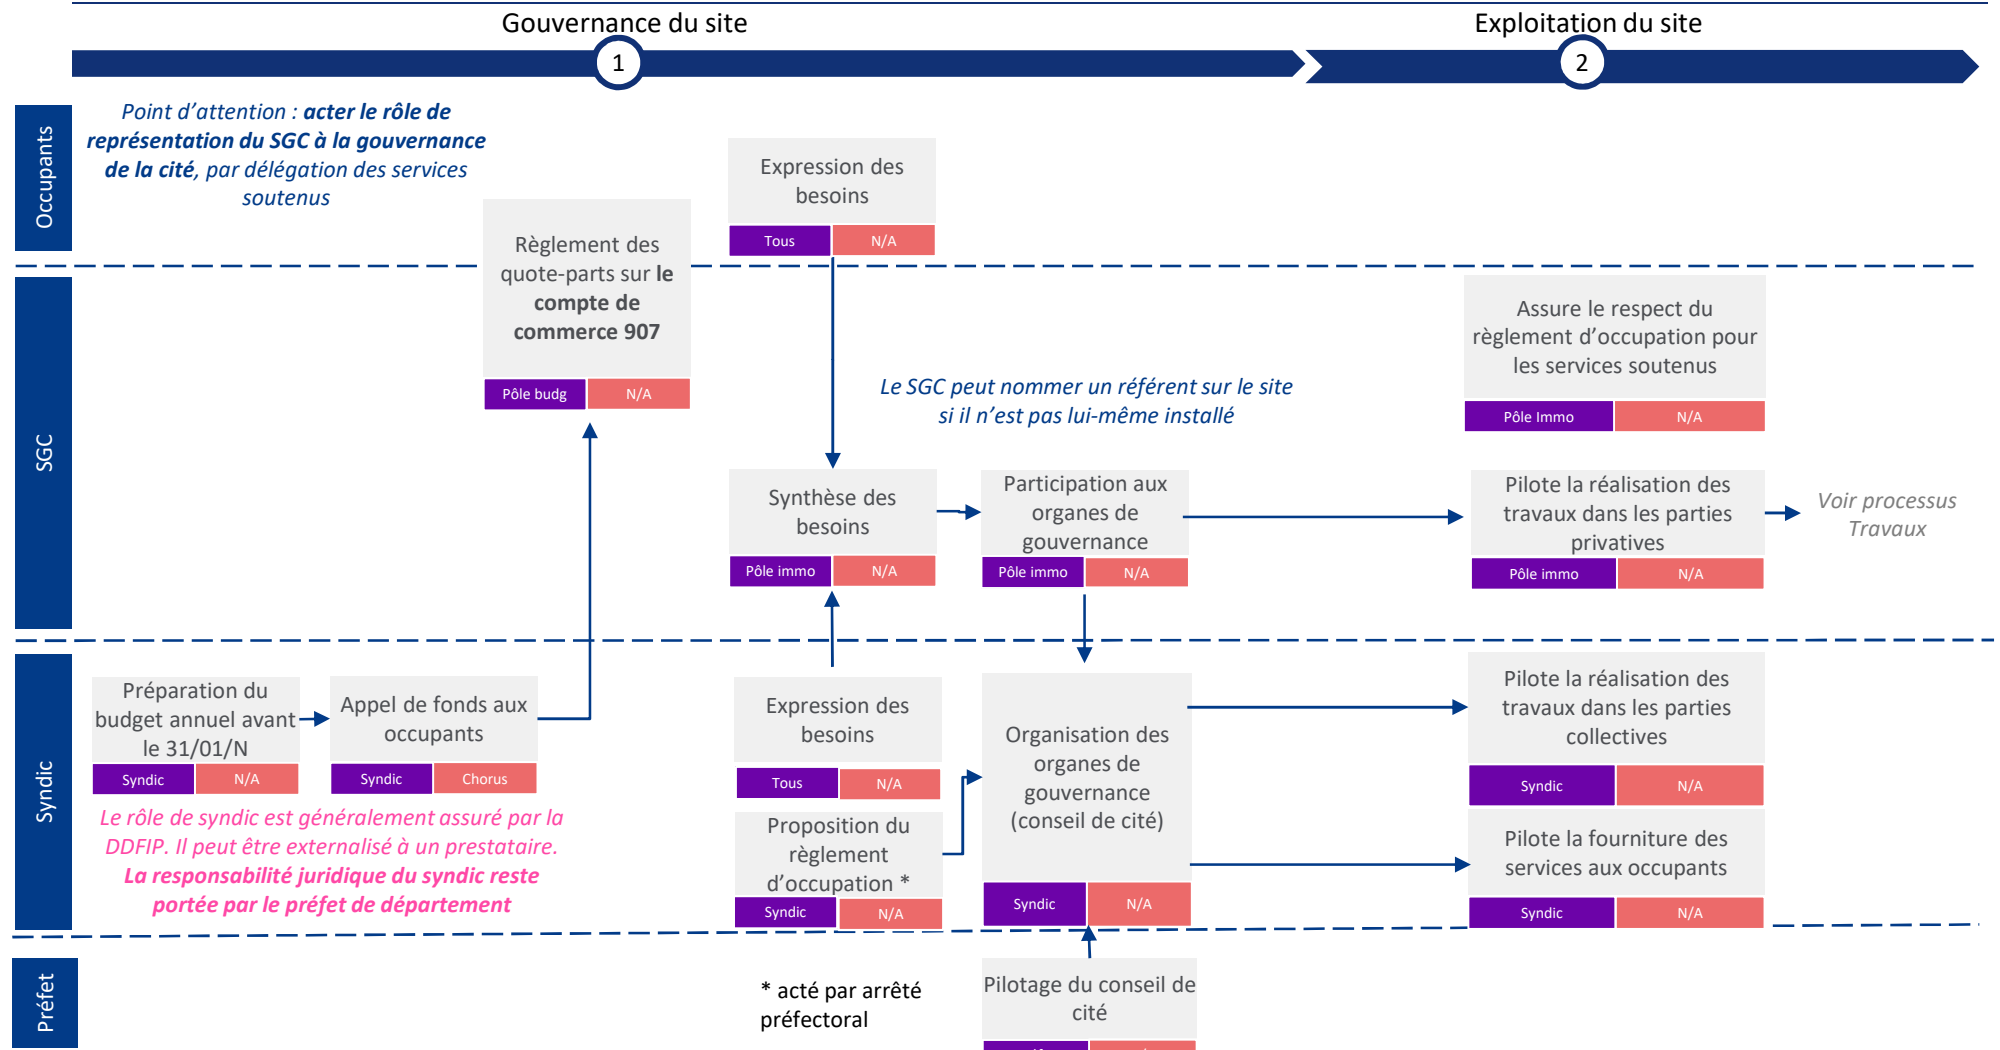 Gouvernance du site
Exploitation du site
1
2
Occupants
Point d’attention : acter le rôle de
représentation du SGC à la gouvernance
de la cité, par délégation des services
soutenus
Expression des
besoins
Tous
N/A
Règlement des
quote-parts sur le
compte de
commerce 907
Pôle budg
N/A
SGC
Le SGC peut nommer un référent sur le site
si il n’est pas lui-même installé
Assure le respect du
règlement d’occupation pour
les services soutenus
Pôle Immo
N/A
Synthèse des
besoins
Pôle immo
N/A
Participation aux
organes de
gouvernance
Pôle immo
N/A
Pilote la réalisation des
travaux dans les parties
privatives
Pôle immo
N/A
Voir processus
Travaux
Syndic
Préparation du
budget annuel avant
le 31/01/N
Syndic
N/A
Appel de fonds aux
occupants
Syndic
Chorus
Le rôle de syndic est généralement assuré par la
DDFIP. Il peut être externalisé à un prestataire.
La responsabilité juridique du syndic reste
portée par le préfet de département
Expression des
besoins
Tous
N/A
Proposition du
règlement
d’occupation *
Syndic
N/A
Organisation des
organes de
gouvernance
(conseil de cité)
Syndic
N/A
Pilote la réalisation des
travaux dans les parties
collectives
Syndic
N/A
Pilote la fourniture des
services aux occupants
Syndic
N/A
Préfet
* acté par arrêté
préfectoral
Pilotage du conseil de
cité